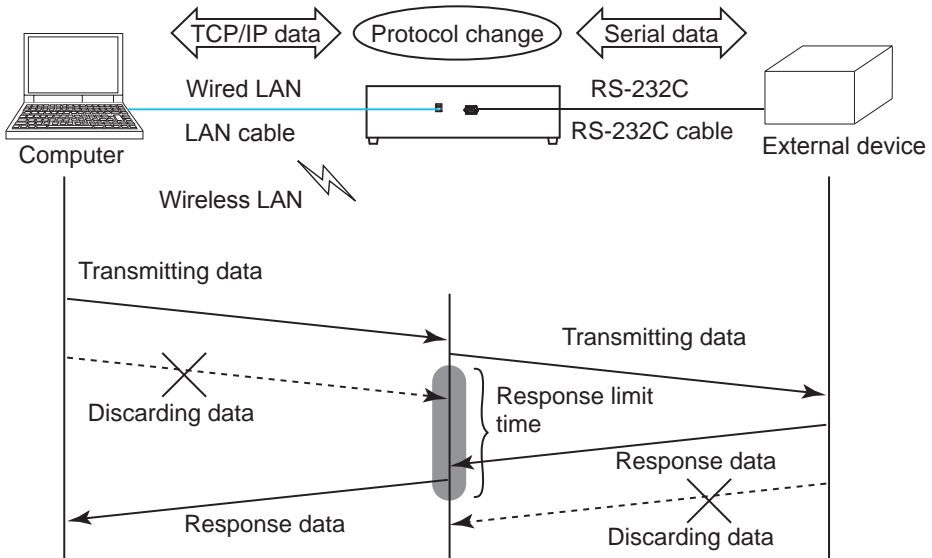 TCP/IP data
Protocol change
Serial data
Wired LAN
RS-232C
LAN cable
RS-232C cable
Computer
External device
Wireless LAN
Transmitting data
Transmitting data
Discarding data
Response limit
time
Response data
Response data
Discarding data